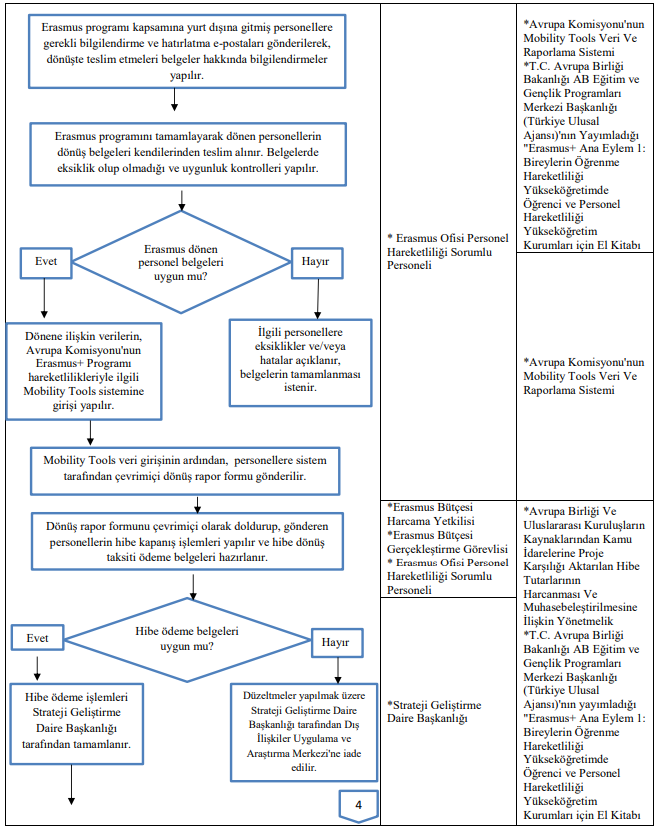 Erasmus programı kapsamına yurt dışına gitmiş personellere
gerekli bilgilendirme ve hatırlatma e-postaları gönderilerek,
dönüşte teslim etmeleri belgeler hakkında bilgilendirmeler
yapılır.
Erasmus programını tamamlayarak dönen personellerin
dönüş belgeleri kendilerinden teslim alınır. Belgelerde
eksiklik olup olmadığı ve uygunluk kontrolleri yapılır.
Erasmus dönen
personel belgeleri
uygun mu?
Evet
Hayır
Dönene ilişkin verilerin,
Avrupa Komisyonu'nun
Erasmus+ Programı
hareketlilikleriyle ilgili
Mobility Tools sistemine
girişi yapılır.
İlgili personellere
eksiklikler ve/veya
hatalar açıklanır,
belgelerin tamamlanması
istenir.
Mobility Tools veri girişinin ardından, personellere sistem
tarafından çevrimiçi dönüş rapor formu gönderilir.
Dönüş rapor formunu çevrimiçi olarak doldurup, gönderen
personellerin hibe kapanış işlemleri yapılır ve hibe dönüş
taksiti ödeme belgeleri hazırlanır.
Hibe ödeme belgeleri
uygun mu?
Evet
Hayır
Hibe ödeme işlemleri
Strateji Geliştirme
Daire Başkanlığı
tarafından tamamlanır.
Düzeltmeler yapılmak üzere
Strateji Geliştirme Daire
Başkanlığı tarafından Dış
İlişkiler Uygulama ve
Araştırma Merkezi'ne iade
edilir.
4
* Erasmus Ofisi Personel
Hareketliliği Sorumlu
Personeli
*Erasmus Bütçesi
Harcama Yetkilisi
*Erasmus Bütçesi
Gerçekleştirme Görevlisi
* Erasmus Ofisi Personel
Hareketliliği Sorumlu
Personeli
*Strateji Geliştirme
Daire Başkanlığı
*Avrupa Komisyonu'nun
Mobility Tools Veri Ve
Raporlama Sistemi
*T.C. Avrupa Birliği
Bakanlığı AB Eğitim ve
Gençlik Programları
Merkezi Başkanlığı
(Türkiye Ulusal
Ajansı)'nın Yayımladığı
"Erasmus+ Ana Eylem 1:
Bireylerin Öğrenme
Hareketliliği
Yükseköğretimde
Öğrenci ve Personel
Hareketliliği
Yükseköğretim
Kurumları için El Kitabı
*Avrupa Komisyonu'nun
Mobility Tools Veri Ve
Raporlama Sistemi
*Avrupa Birliği Ve
Uluslararası Kuruluşların
Kaynaklarından Kamu
İdarelerine Proje
Karşılığı Aktarılan Hibe
Tutarlarının
Harcanması Ve
Muhasebeleştirilmesine
İlişkin Yönetmelik
*T.C. Avrupa Birliği
Bakanlığı AB Eğitim ve
Gençlik Programları
Merkezi Başkanlığı
(Türkiye Ulusal
Ajansı)'nın yayımladığı
"Erasmus+ Ana Eylem 1:
Bireylerin Öğrenme
Hareketliliği
Yükseköğretimde
Öğrenci ve Personel
Hareketliliği
Yükseköğretim
Kurumları için El Kitabı